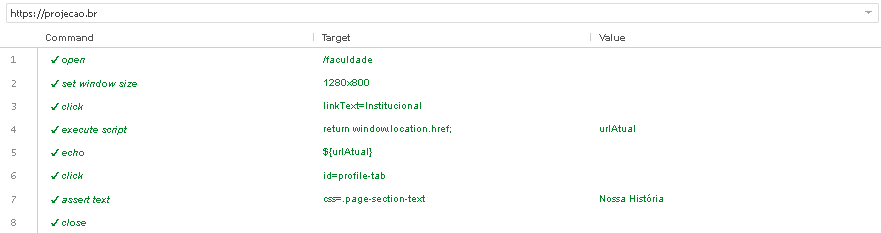 https://projecao.br
Command Target Value
1 ✓ open /faculdade
2 ✓ set window size 1280x800
3 ✓ click linkText=Institucional
4 ✓ execute script return window.location.href; urlAtual
5 ✓ echo ${urlAtual}
6 ✓ click id=profile-tab
7 ✓ assert text css=.page-section-text Nossa História
8 ✓ close